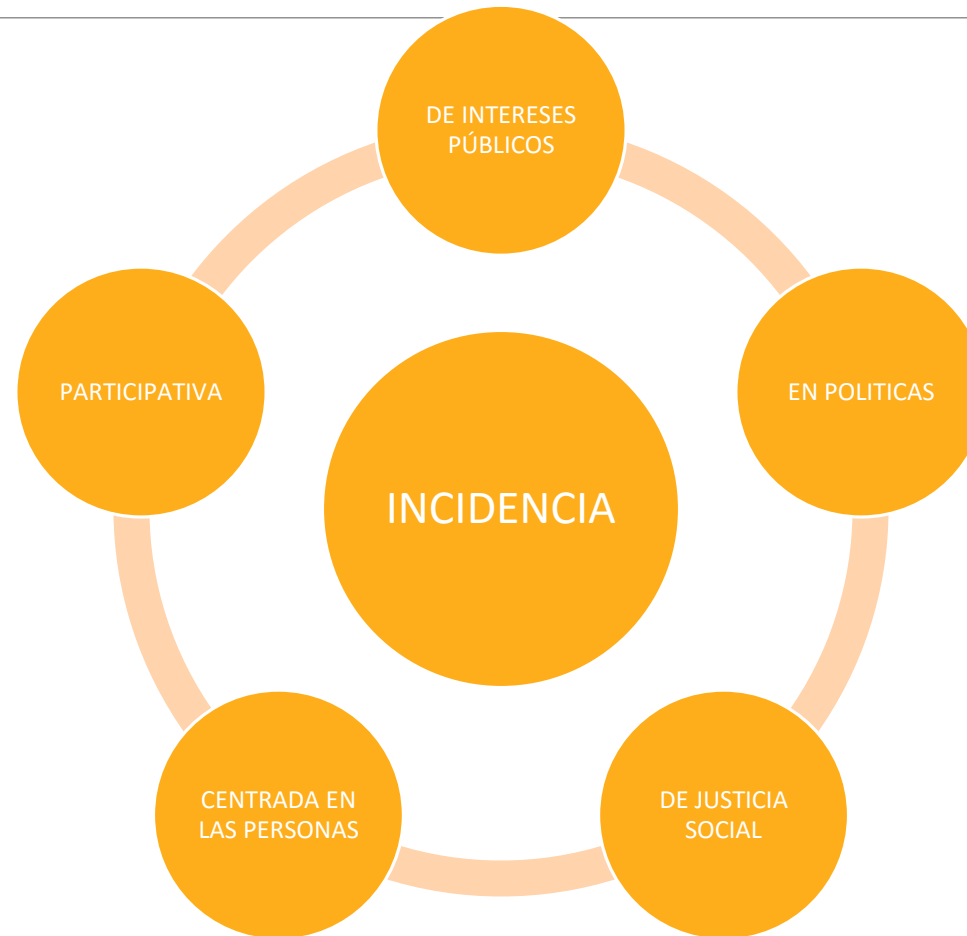 DE INTERESES
PÚBLICOS
EN POLITICAS
DE JUSTICIA
SOCIAL
CENTRADA EN
LAS PERSONAS
PARTICIPATIVA
INCIDENCIA